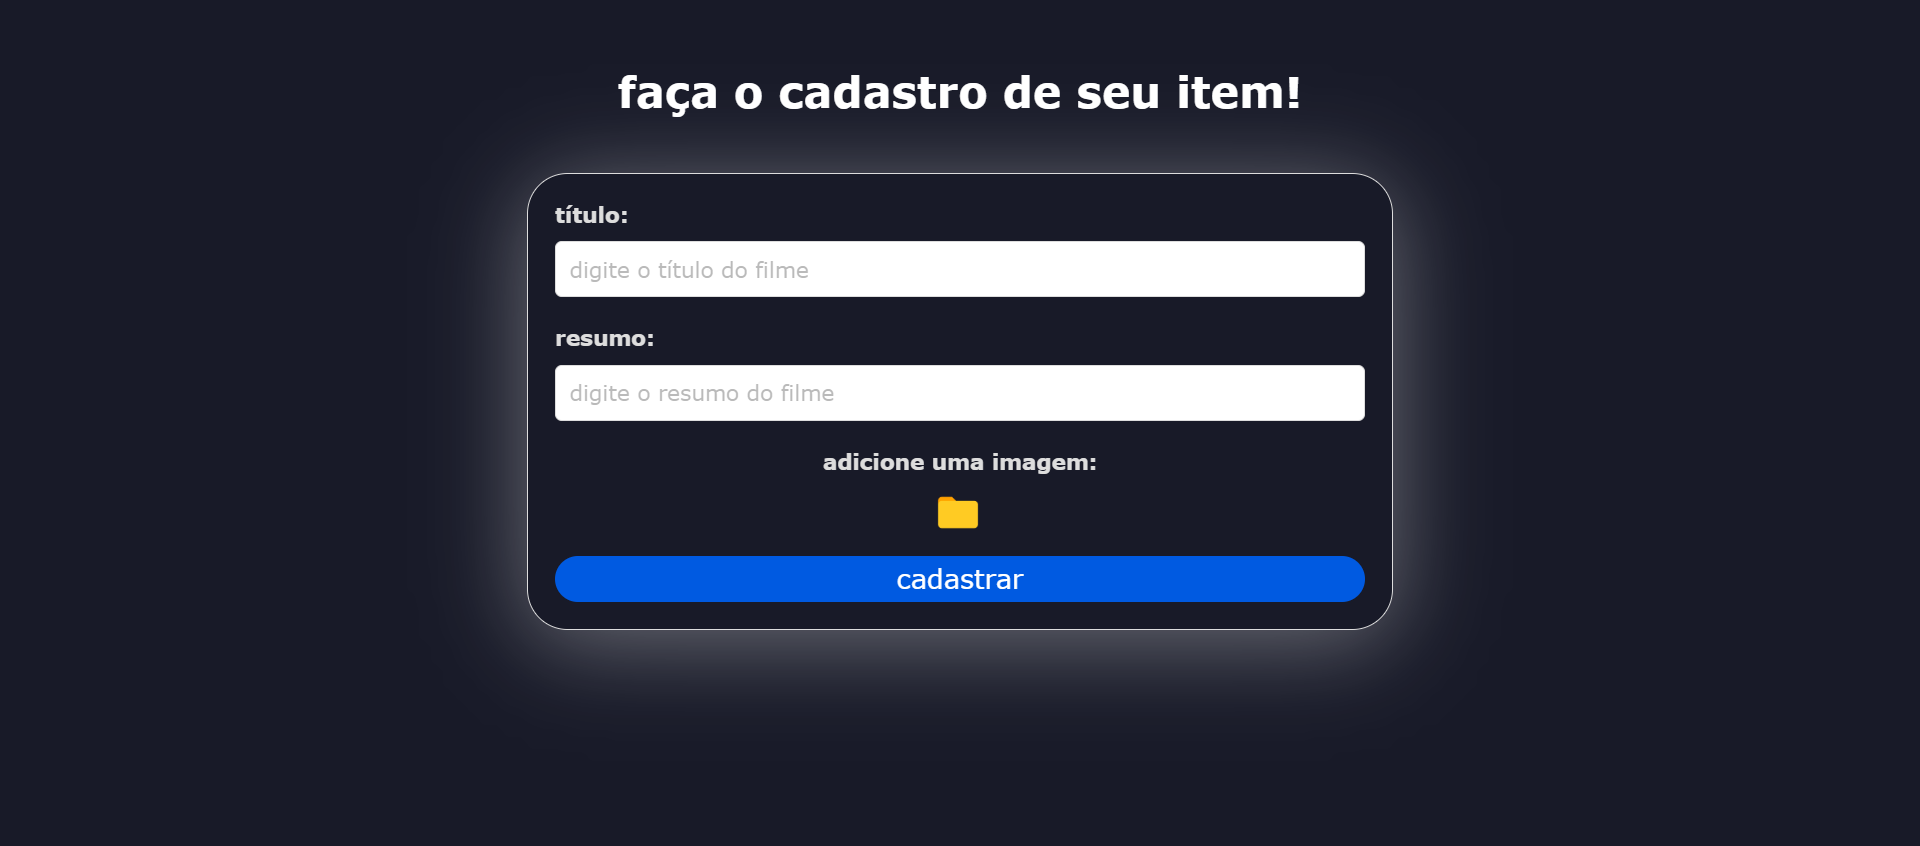 faça o cadastro de seu item!
título:
digite o título do filme
resumo:
digite o resumo do filme
adicione uma imagem:
cadastrar